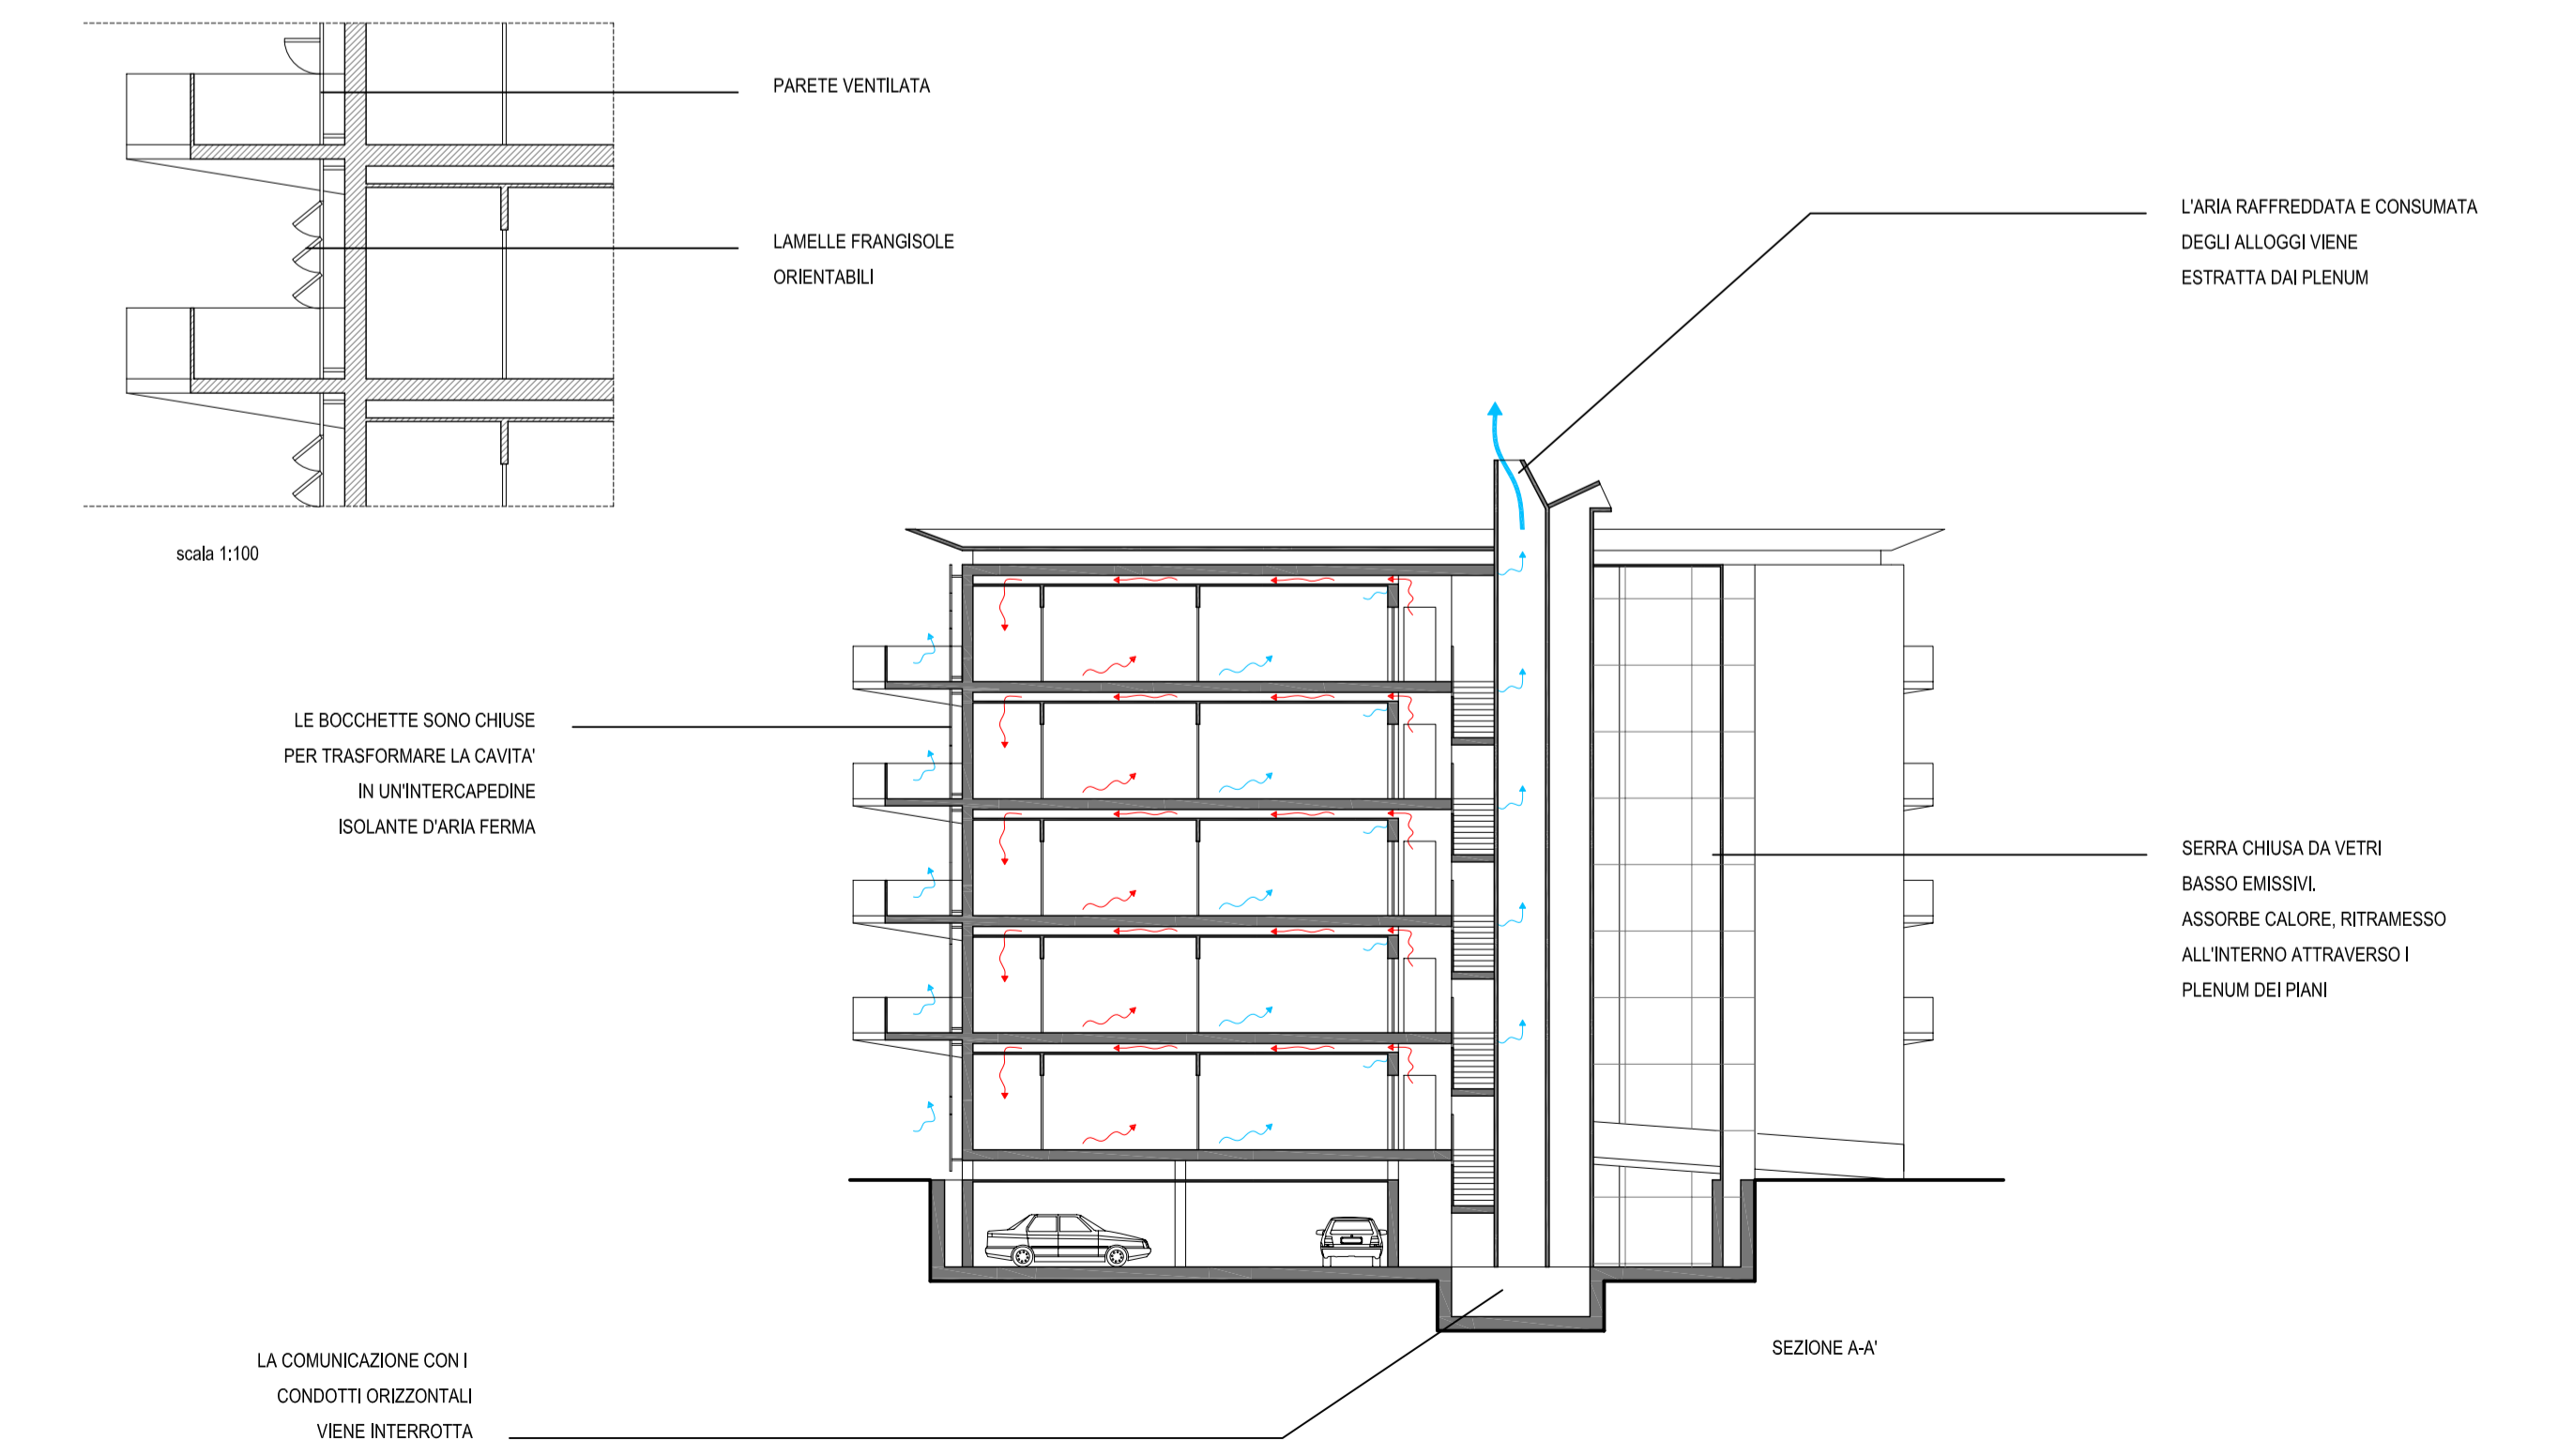 PARETE VENTILATA
LAMELLE FRANGISOLE
ORIENTABILI
scala 1:100
L'ARIA RAFFREDDATA E CONSUMATA
DEGLI ALLOGGI VIENE
ESTRATTA DAI PLENUM
LE BOCCHETTE SONO CHIUSE
PER TRASFORMARE LA CAVITA'
IN UN'INTERCAPEDINE
ISOLANTE D'ARIA FERMA
SERRA CHIUSA DA VETRI
BASSO EMISSIVI.
ASSORBE CALORE, RITRAMESSO
ALL'INTERNO ATTRAVERSO I
PLENUM DEI PIANI
LA COMUNICAZIONE CON I
CONDOTTI ORIZZONTALI
VIENE INTERROTTA
SEZIONE A-A'